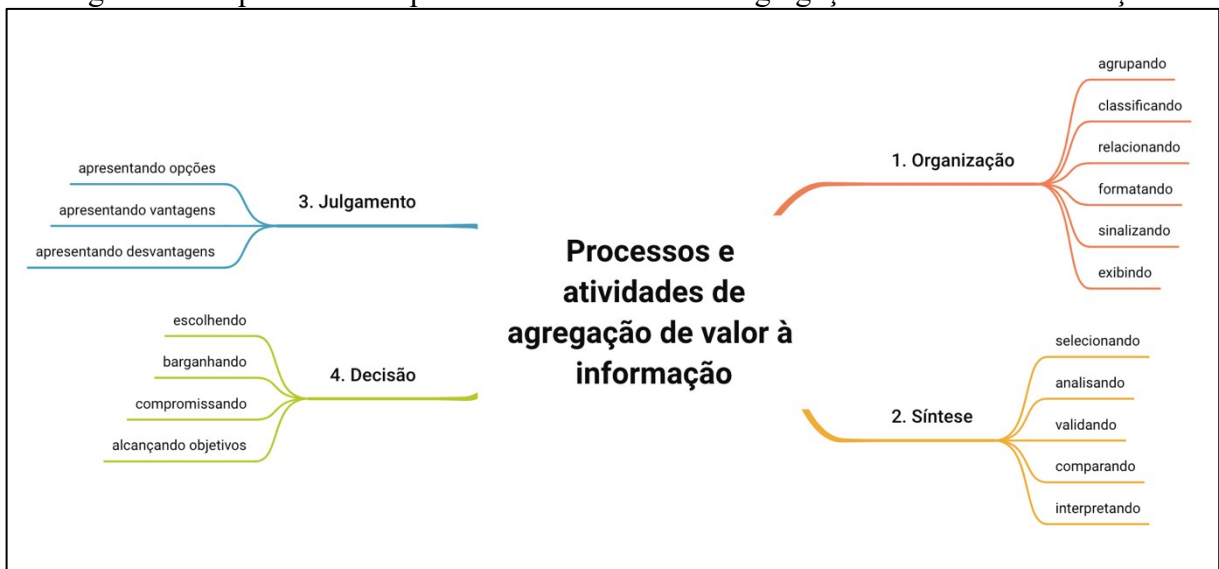 Processos e
atividades de
agregação de valor à
informação
1. Organização
agrupando
classificando
relacionando
formatando
sinalizando
exibindo
2. Síntese
selecionando
analisando
validando
comparando
interpretando
3. Julgamento
apresentando opções
apresentando vantagens
apresentando desvantagens
4. Decisão
escolhendo
barganhando
compromissando
alcançando objetivos